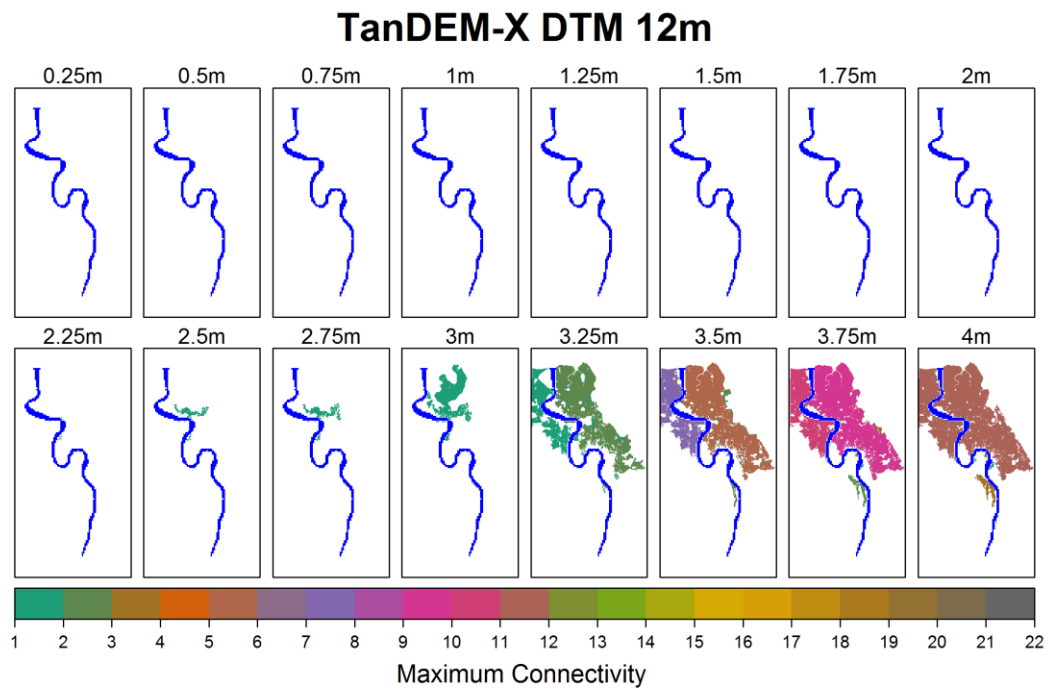 TanDEM-X DTM 12m
0.25m 0.5m 0.75m 1m 1.25m 1.5m 1.75m 2m
2.25m 2.5m 2.75m 3m 3.25m 3.5m 3.75m 4m
1 2 3 4 5 6 7 8 9 10 11 12 13 14 15 16 17 18 19 20 21 22
Maximum Connectivity